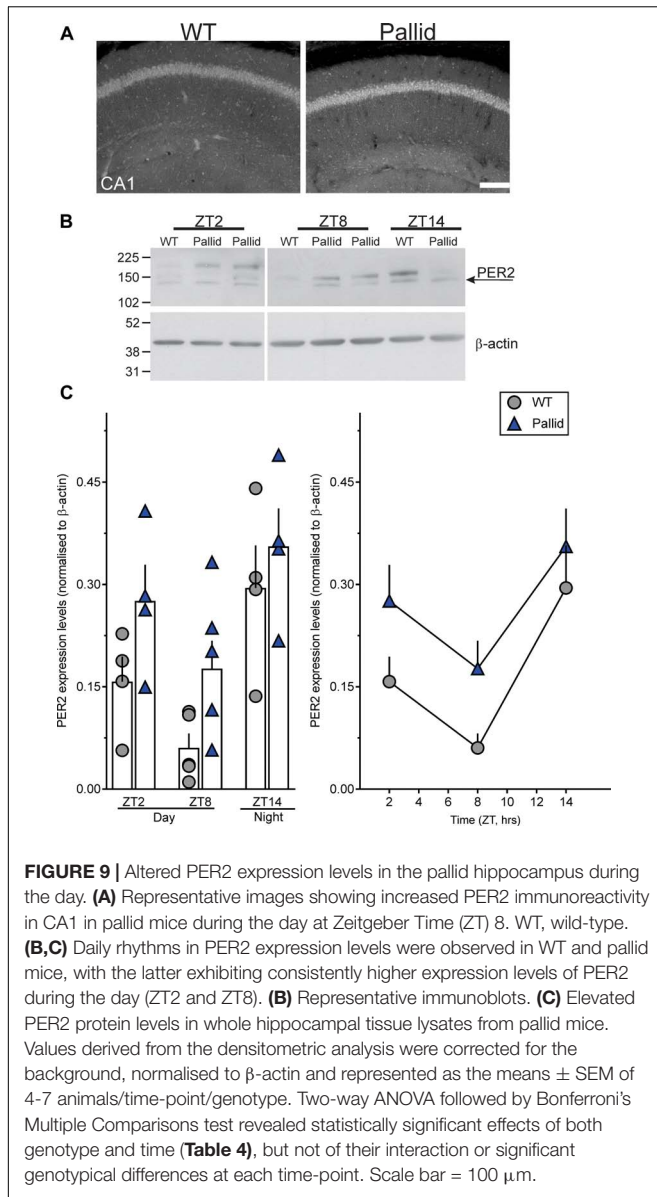 A
WT
Pallid
CA1
B
ZT2
ZT8
ZT14
WT Pallid Pallid
WT Pallid Pallid
WT Pallid
225
150
102
PER2
52
38
31
β-actin
C
WT
Pallid
PER2 expression levels (normalised to β-actin)
0.45
0.30
0.15
0.00
ZT2
ZT8
ZT14
Day
Night
PER2 expression levels (normalised to β-actin)
0.45
0.30
0.15
0.00
2 4 6 8 10 12 14
Time (ZT, hrs)
FIGURE 9 | Altered PER2 expression levels in the pallid hippocampus during
the day. (A) Representative images showing increased PER2 immunoreactivity
in CA1 in pallid mice during the day at Zeitgeber Time (ZT) 8. WT, wild-type.
(B,C) Daily rhythms in PER2 expression levels were observed in WT and pallid
mice, with the latter exhibiting consistently higher expression levels of PER2
during the day (ZT2 and ZT8). (B) Representative immunoblots. (C) Elevated
PER2 protein levels in whole hippocampal tissue lysates from pallid mice.
Values derived from the densitometric analysis were corrected for the
background, normalised to β-actin and represented as the means ± SEM of
4-7 animals/time-point/genotype. Two-way ANOVA followed by Bonferroni's
Multiple Comparisons test revealed statistically significant effects of both
genotype and time (Table 4), but not of their interaction or significant
genotypical differences at each time-point. Scale bar = 100 μm.